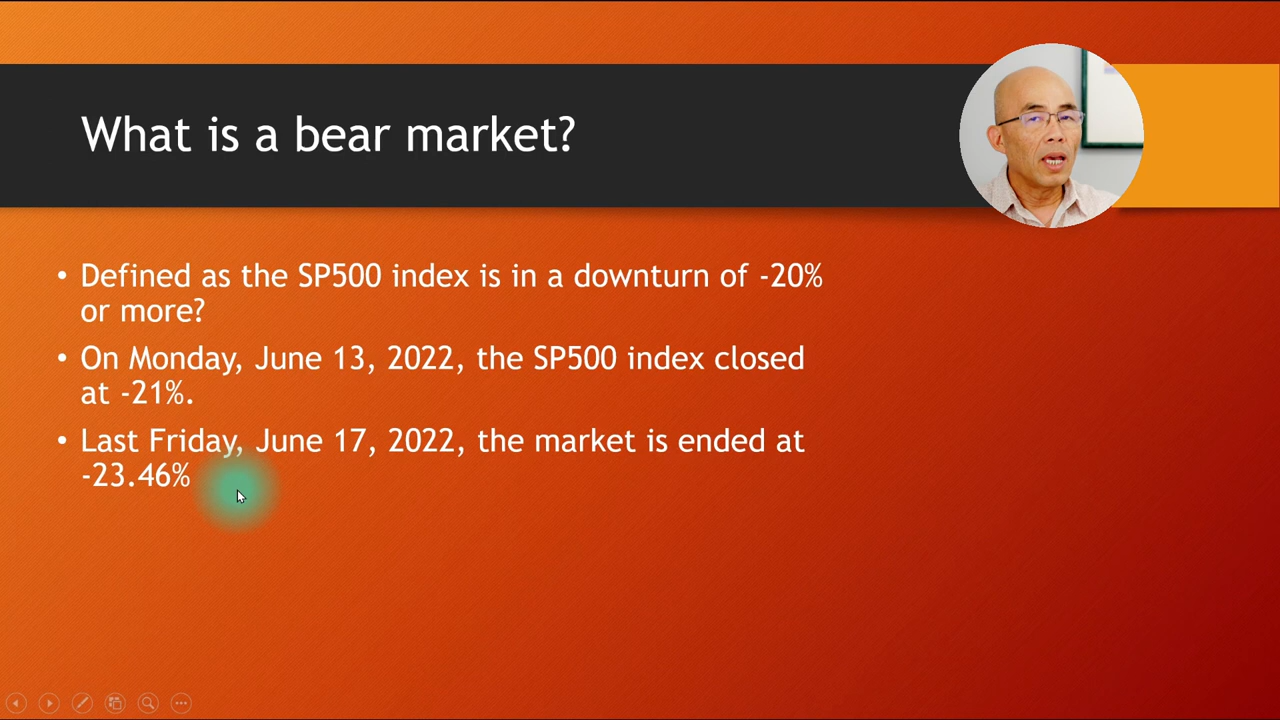 What is a bear market?
• Defined as the SP500 index is in a downturn of -20%
or more?
• On Monday, June 13, 2022, the SP500 index closed
at -21%.
• Last Friday, June 17, 2022, the market is ended at
-23.46%